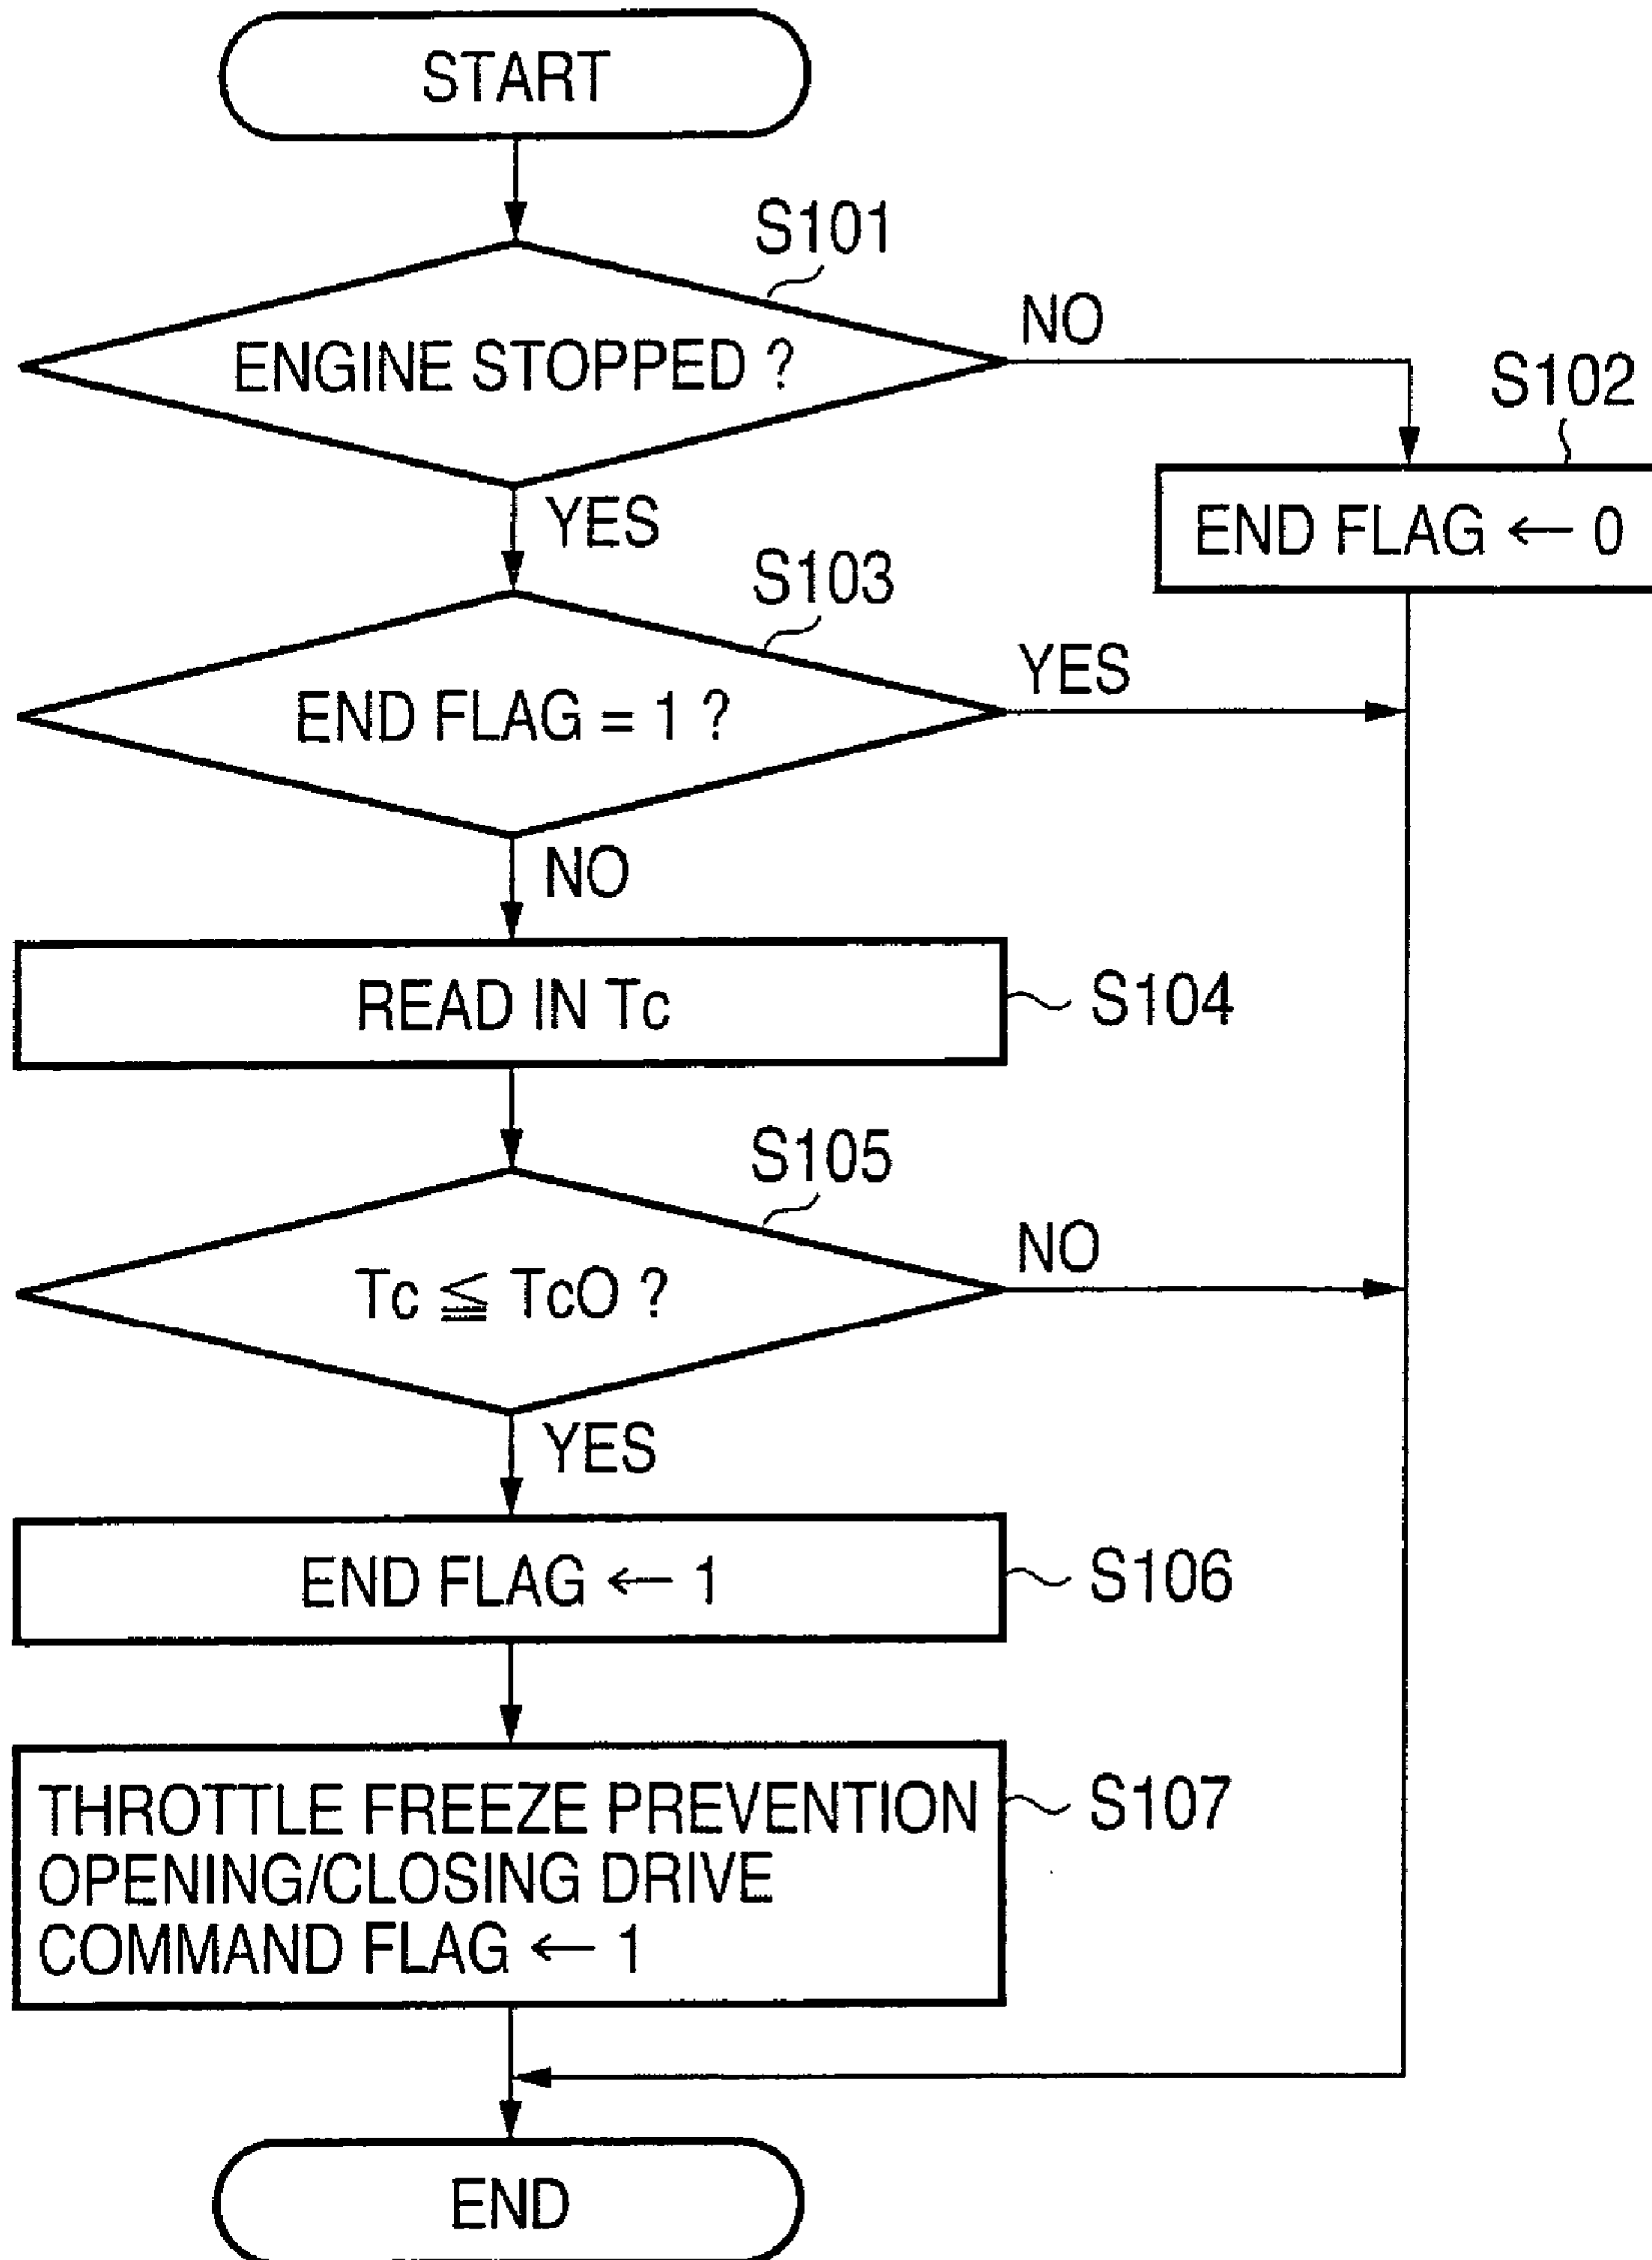 START
S101
ENGINE STOPPED ?
NO
S102
END FLAG ← 0
YES
S103
END FLAG = 1 ?
YES
NO
READ IN Tc
S104
S105
Tc ≦ TcO ?
NO
YES
END FLAG ← 1
S106
THROTTLE FREEZE PREVENTION
OPENING/CLOSING DRIVE
COMMAND FLAG ← 1
S107
END